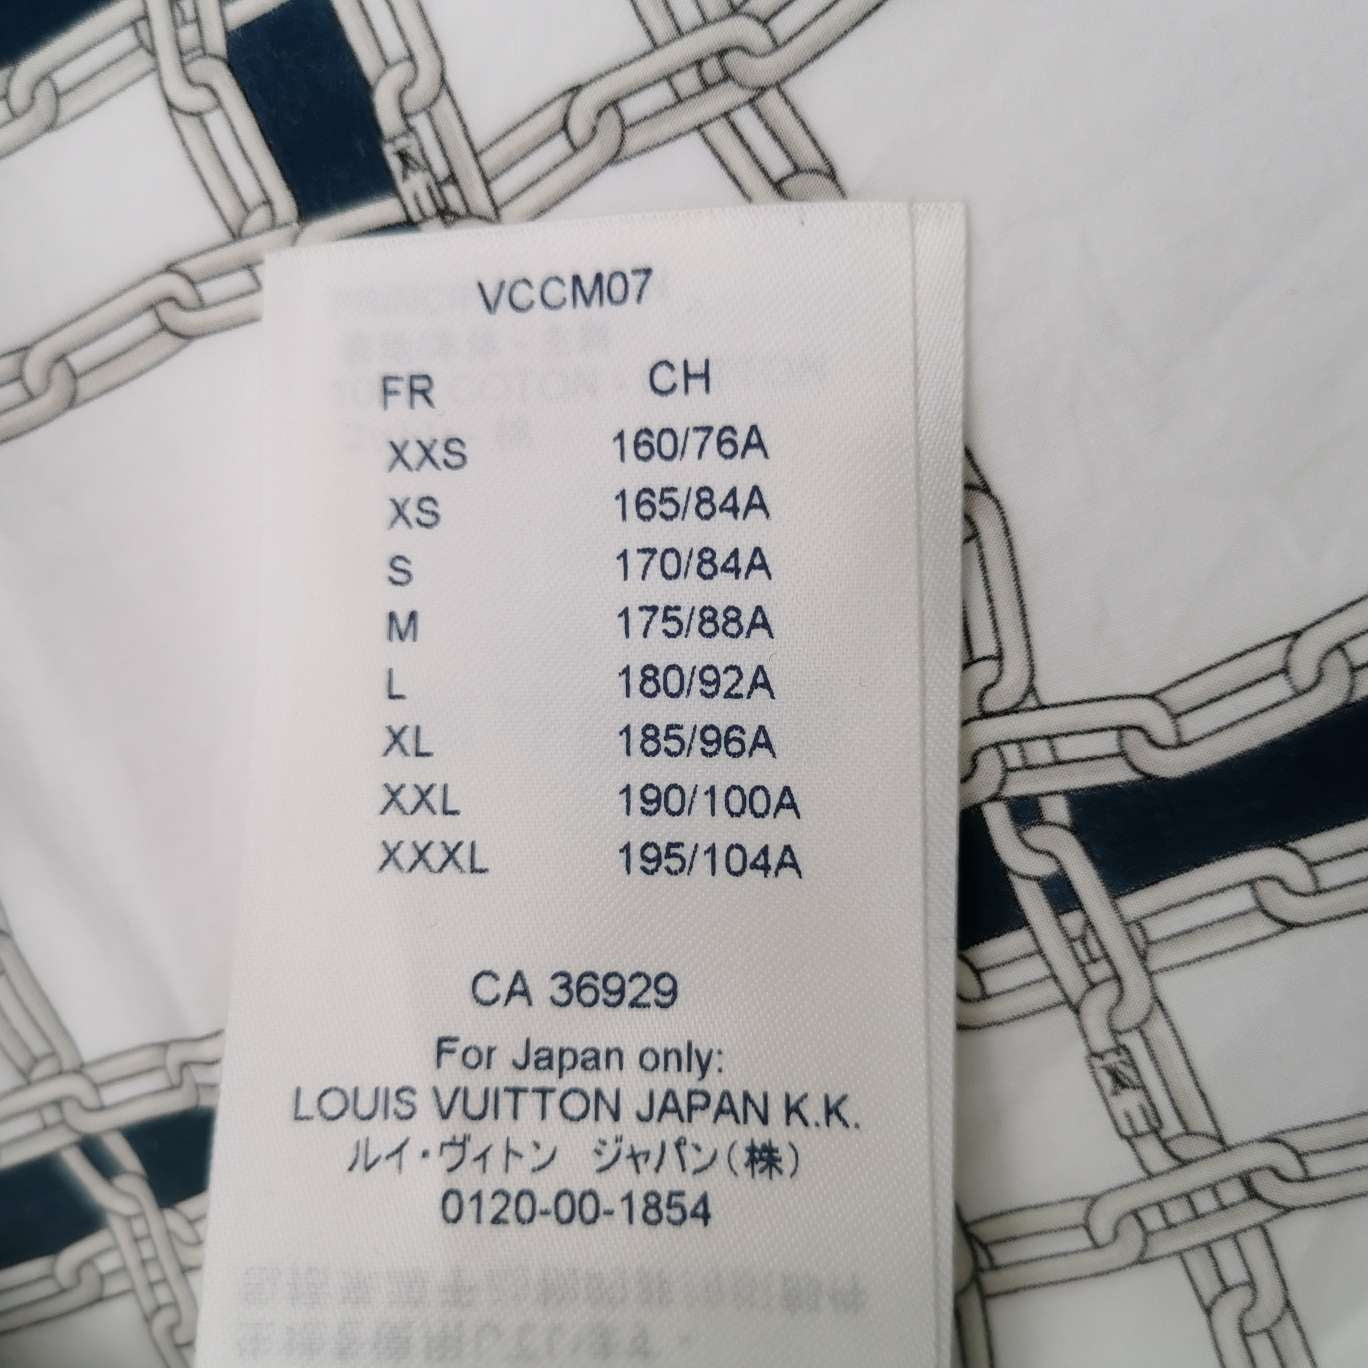 VCCM07
FR CH
XXS 160/76A
XS 165/84A
S 170/84A
M 175/88A
L 180/92A
XL 185/96A
XXL 190/100A
XXXL 195/104A
CA 36929
For Japan only:
LOUIS VUITTON JAPAN K.K.
ルイ・ヴィトン ジャパン(株)
0120-00-1854